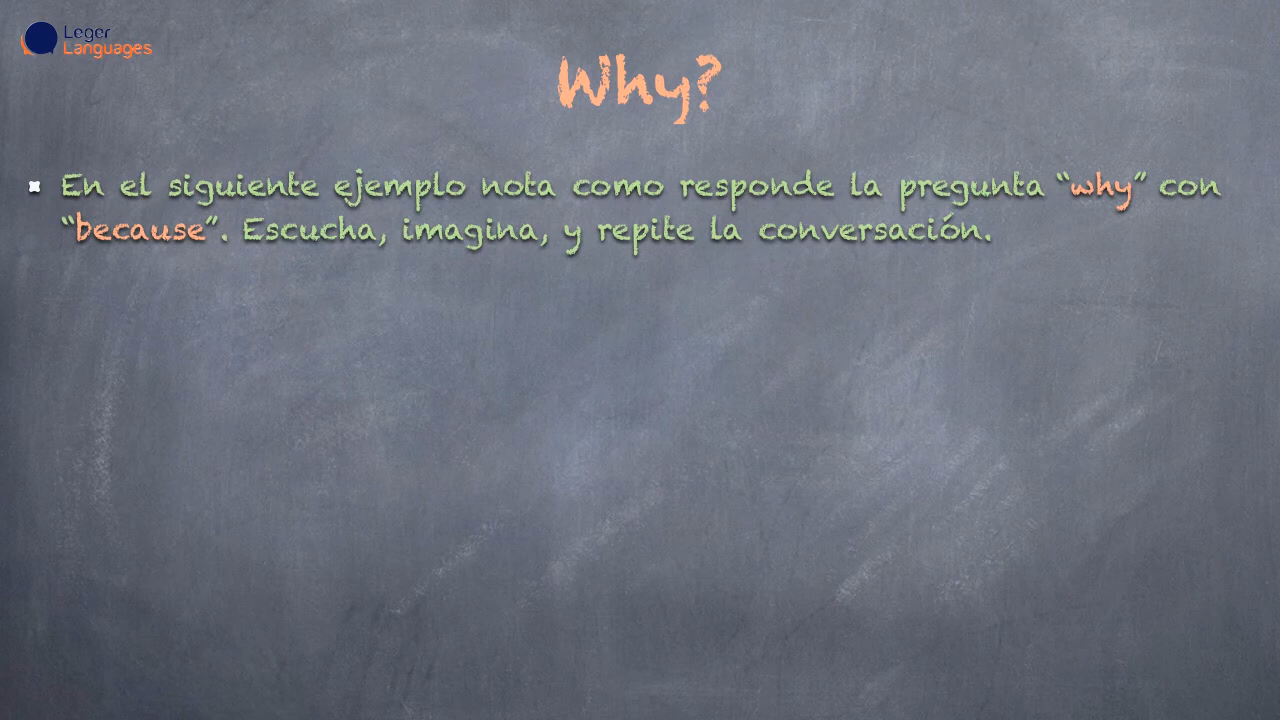 Leger
Languages
Why?
En el siguiente ejemplo nota como responde la pregunta “why” con
“because”. Escucha, imagina, y repite la conversación.